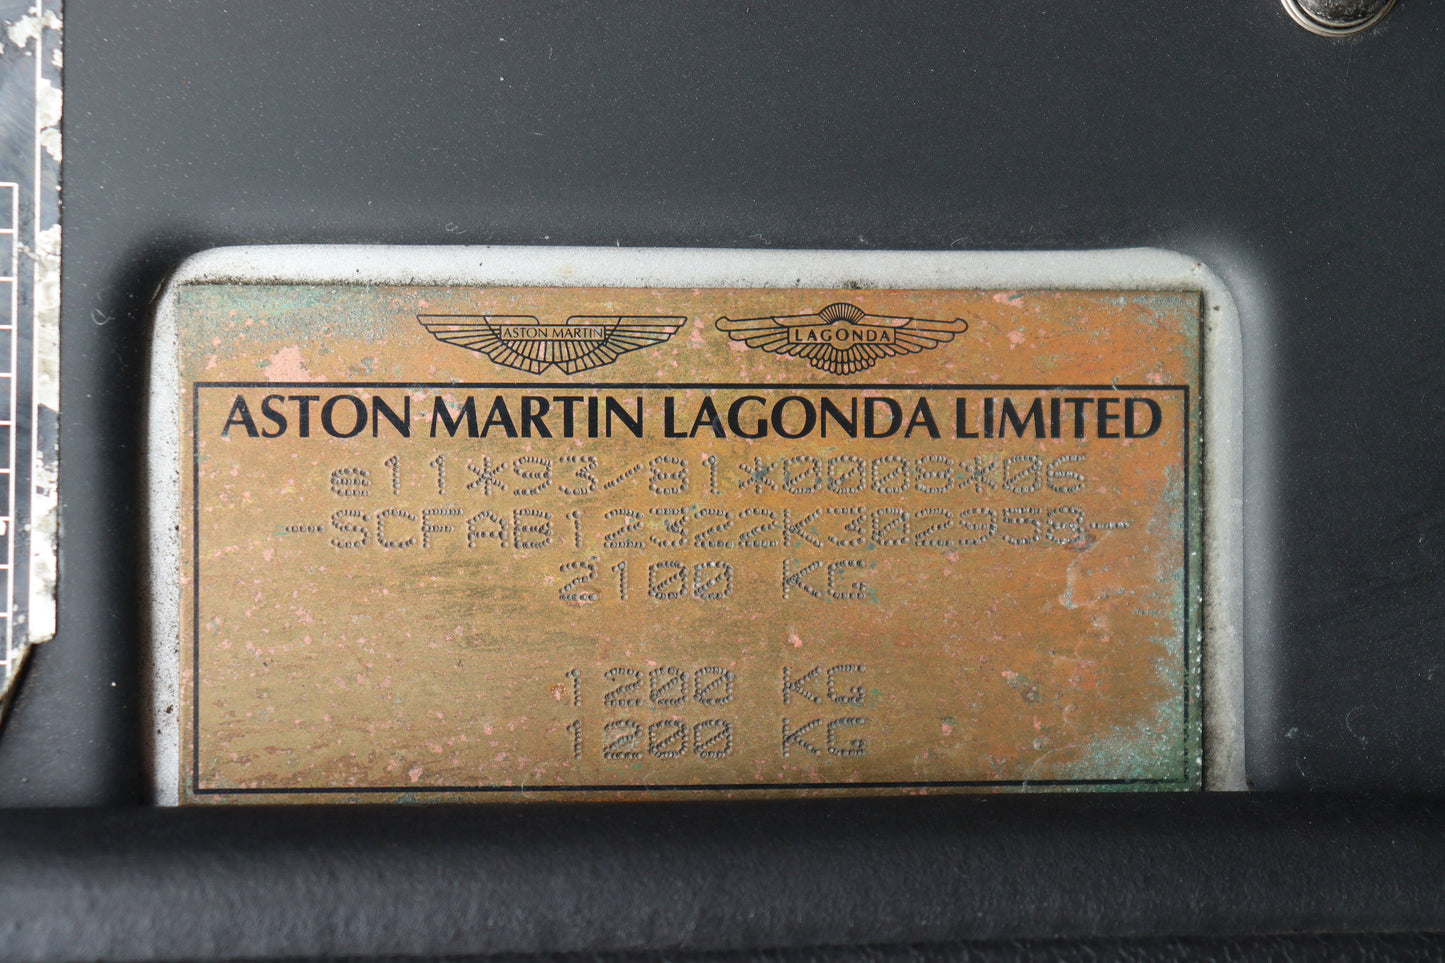 ASTON MARTIN LAGONDA
ASTON MARTIN LAGONDA LIMITED
e11*93/81*0008*06
-SCFAB12322K302958-
2100 KG
1200 KG
1200 KG